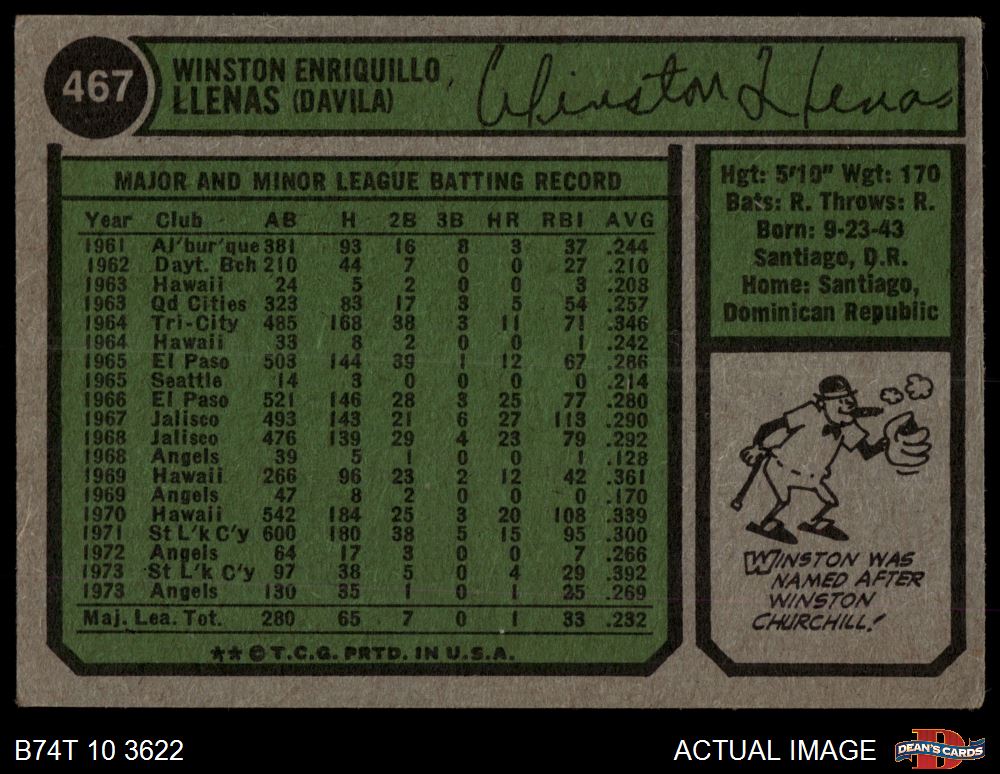 467
WINSTON ENRIQUILLO
LLENAS (DAVILA)
Winston Llenas
MAJOR AND MINOR LEAGUE BATTING RECORD
Year Club AB H 2B 3B HR RBI AVG
1961 Al'bur'que 381 93 16 8 3 37 .244
1962 Dayt. Bch 210 44 7 0 0 27 .210
1963 Hawaii 24 5 2 0 0 3 .208
1963 Qd Cities 323 83 17 3 5 54 .257
1964 Tri-City 485 168 38 3 11 71 .346
1964 Hawaii 33 8 2 0 0 1 .242
1965 El Paso 503 144 39 1 12 67 .286
1965 Seattle 14 3 0 0 0 0 .214
1966 El Paso 521 146 28 3 25 77 .280
1967 Jalisco 493 143 21 6 27 113 .290
1968 Jalisco 476 139 29 4 23 79 .292
1968 Angels 39 5 1 0 0 1 .128
1969 Hawaii 266 96 23 2 12 42 .361
1969 Angels 47 8 2 0 0 0 .170
1970 Hawaii 542 184 25 3 20 108 .339
1971 St L'k C'y 600 180 38 5 15 95 .300
1972 Angels 64 17 3 0 0 7 .266
1973 St L'k C'y 97 38 5 0 4 29 .392
1973 Angels 130 35 1 0 1 25 .269
Maj. Lea. Tot. 280 65 7 0 1 33 .232
★★ © T.C.G. PRTD. IN U.S.A.
Hgt: 5'10" Wgt: 170
Bats: R. Throws: R.
Born: 9-23-43
Santiago, D.R.
Home: Santiago,
Dominican Republic
WINSTON WAS
NAMED AFTER
WINSTON
CHURCHILL!
B74T 10 3622
ACTUAL IMAGE
D
DEAN'S CARDS